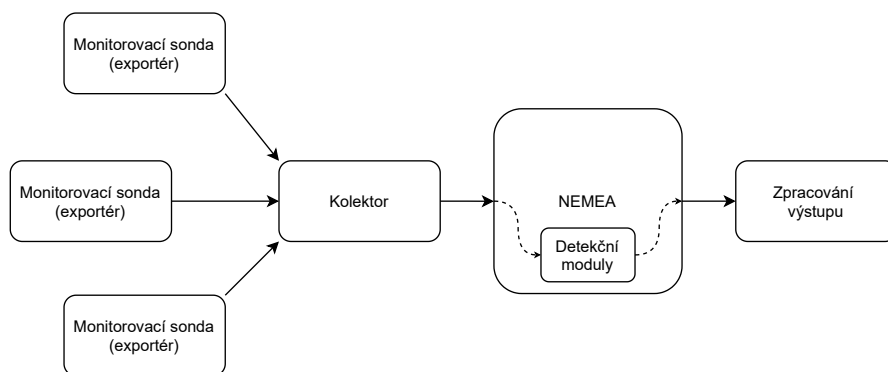 Monitorovací sonda
(exportér)
Monitorovací sonda
(exportér)
Monitorovací sonda
(exportér)
Kolektor
NEMEA
Detekční
moduly
Zpracování
výstupu